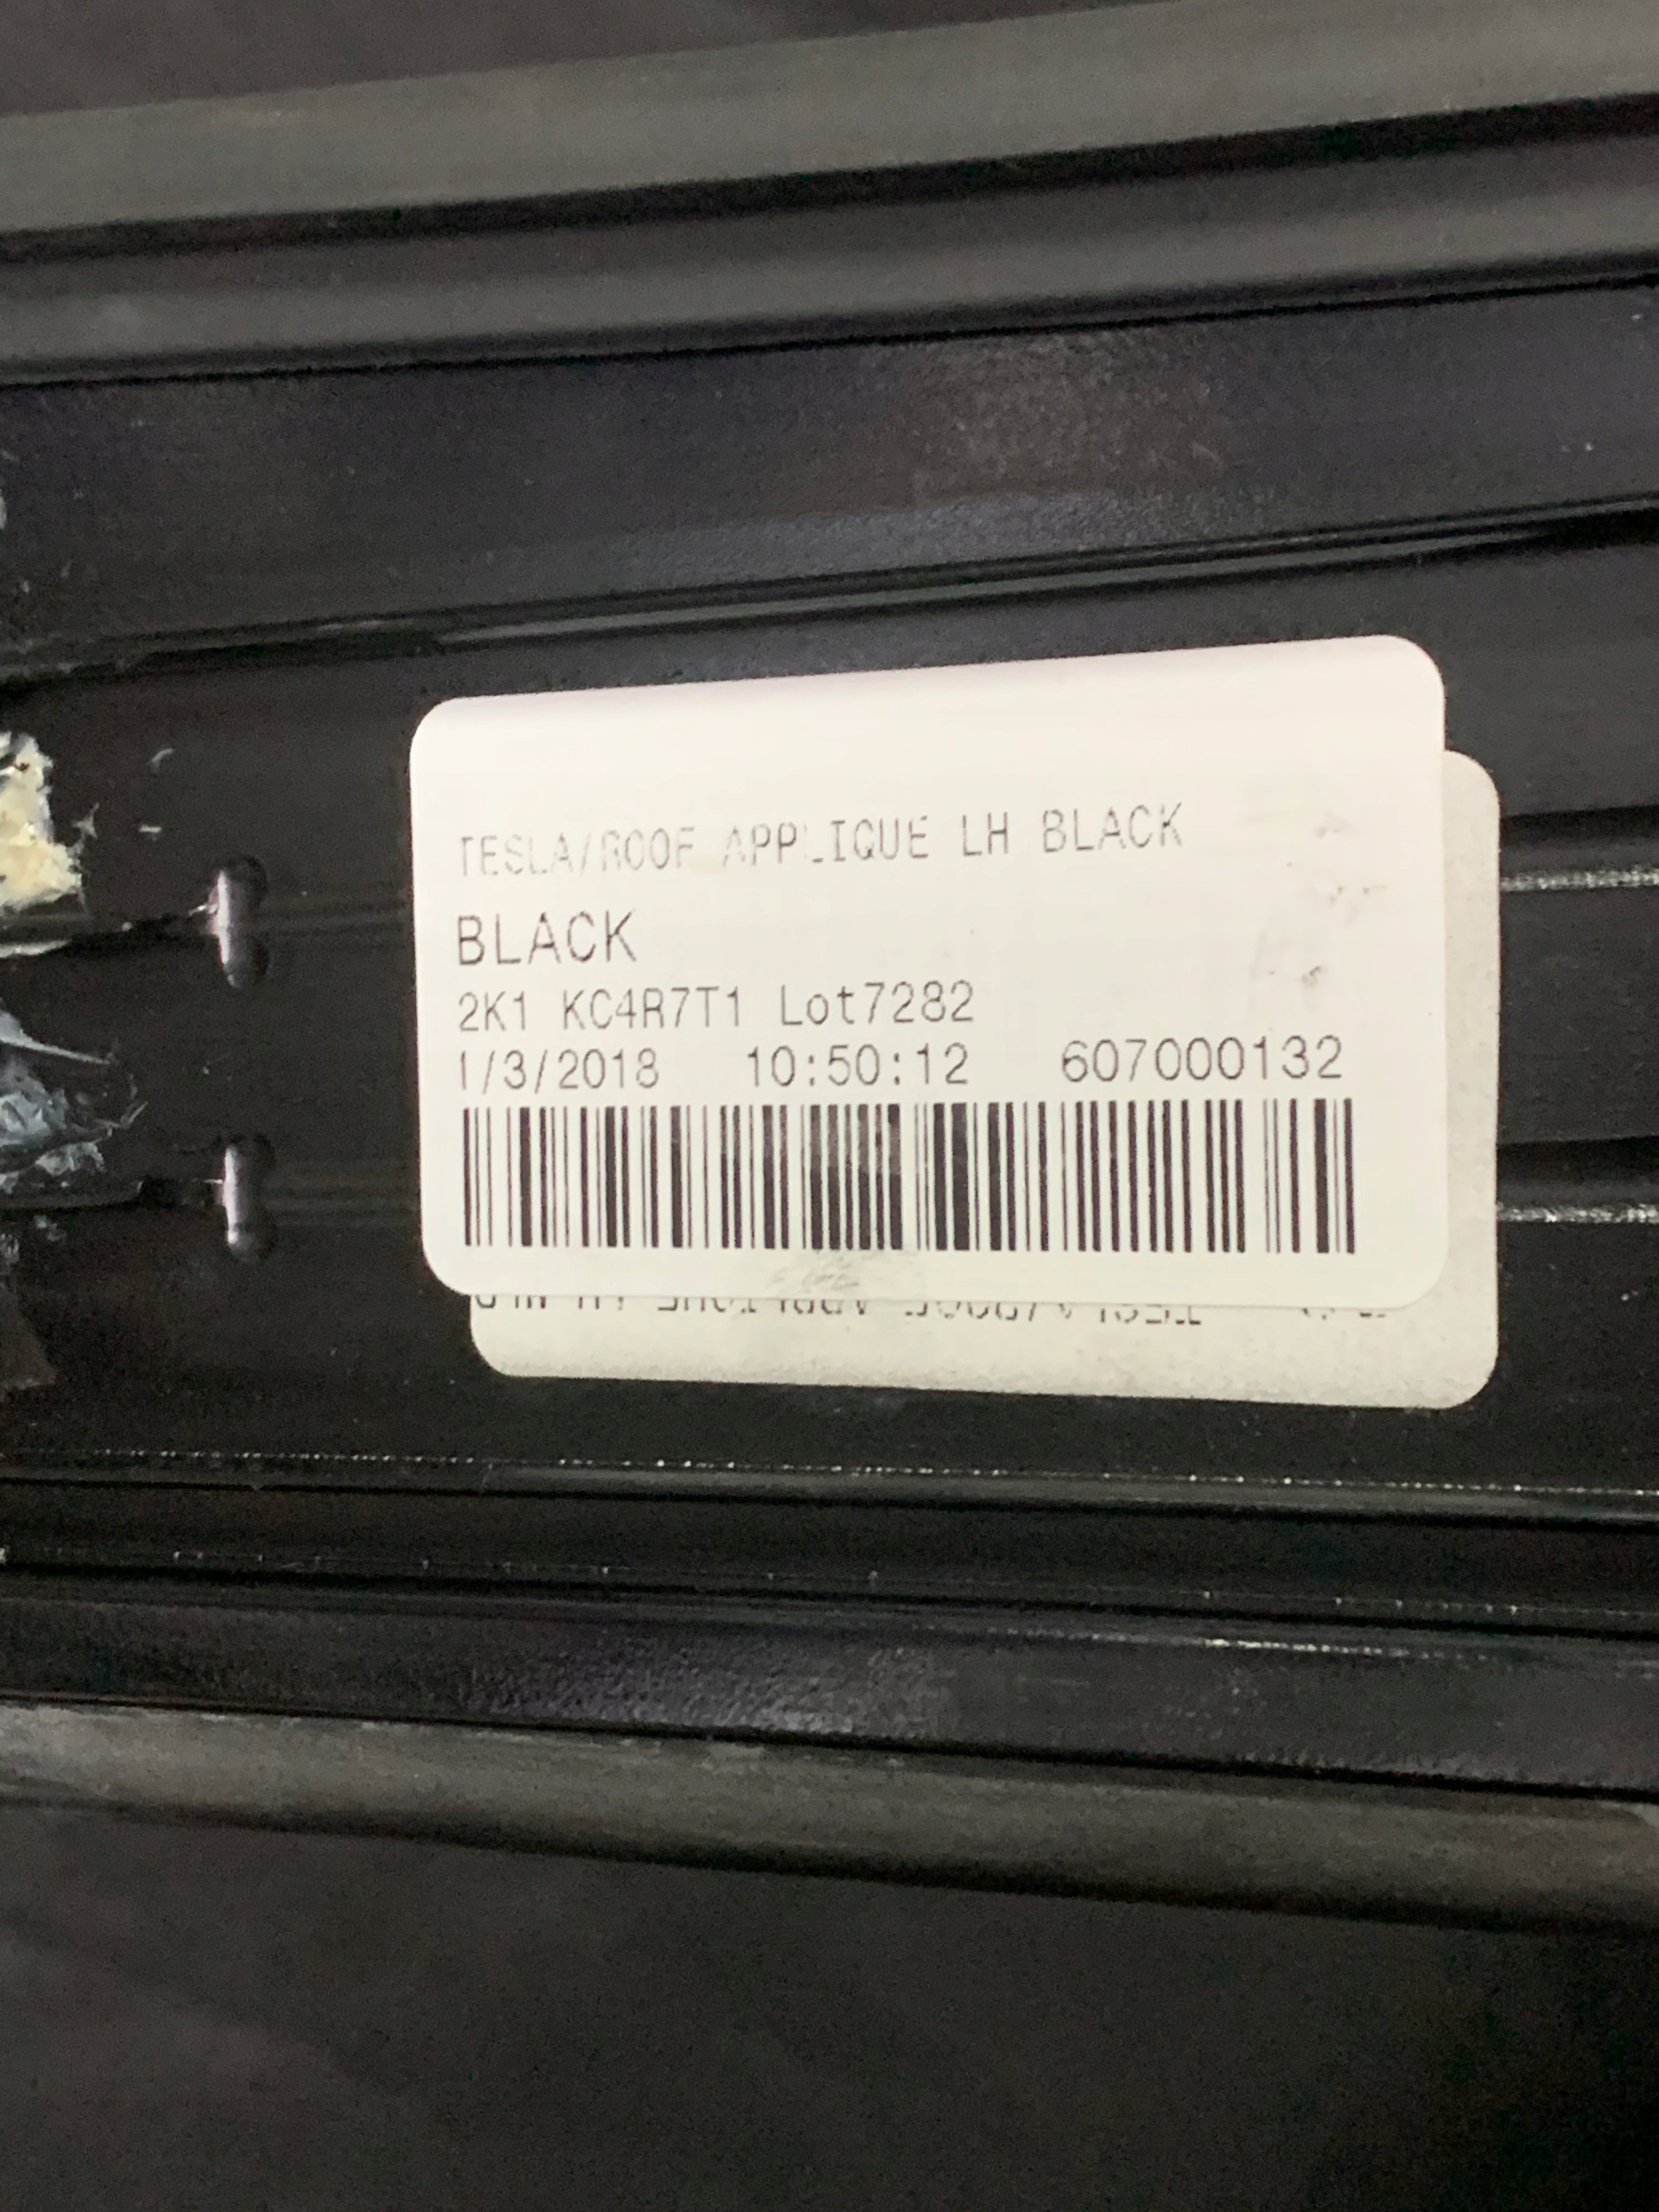 TESLA/ROOF APPLIQUE LH BLACK
BLACK
2K1 KC4R7T1 Lot7282
1/3/2018 10:50:12 607000132